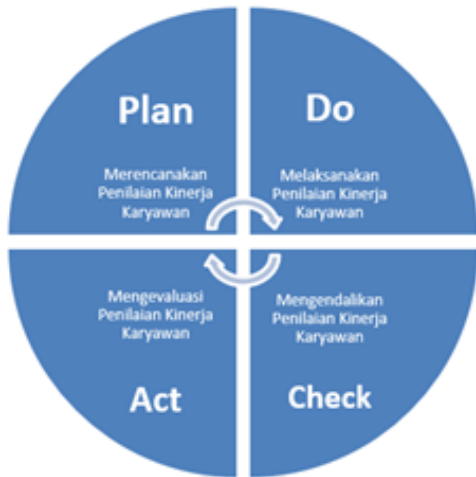 Plan
Merencanakan
Penilaian Kinerja
Karyawan
Do
Melaksanakan
Penilaian Kinerja
Karyawan
Mengevaluasi
Penilaian Kinerja
Karyawan
Act
Mengendalikan
Penilaian Kinerja
Karyawan
Check